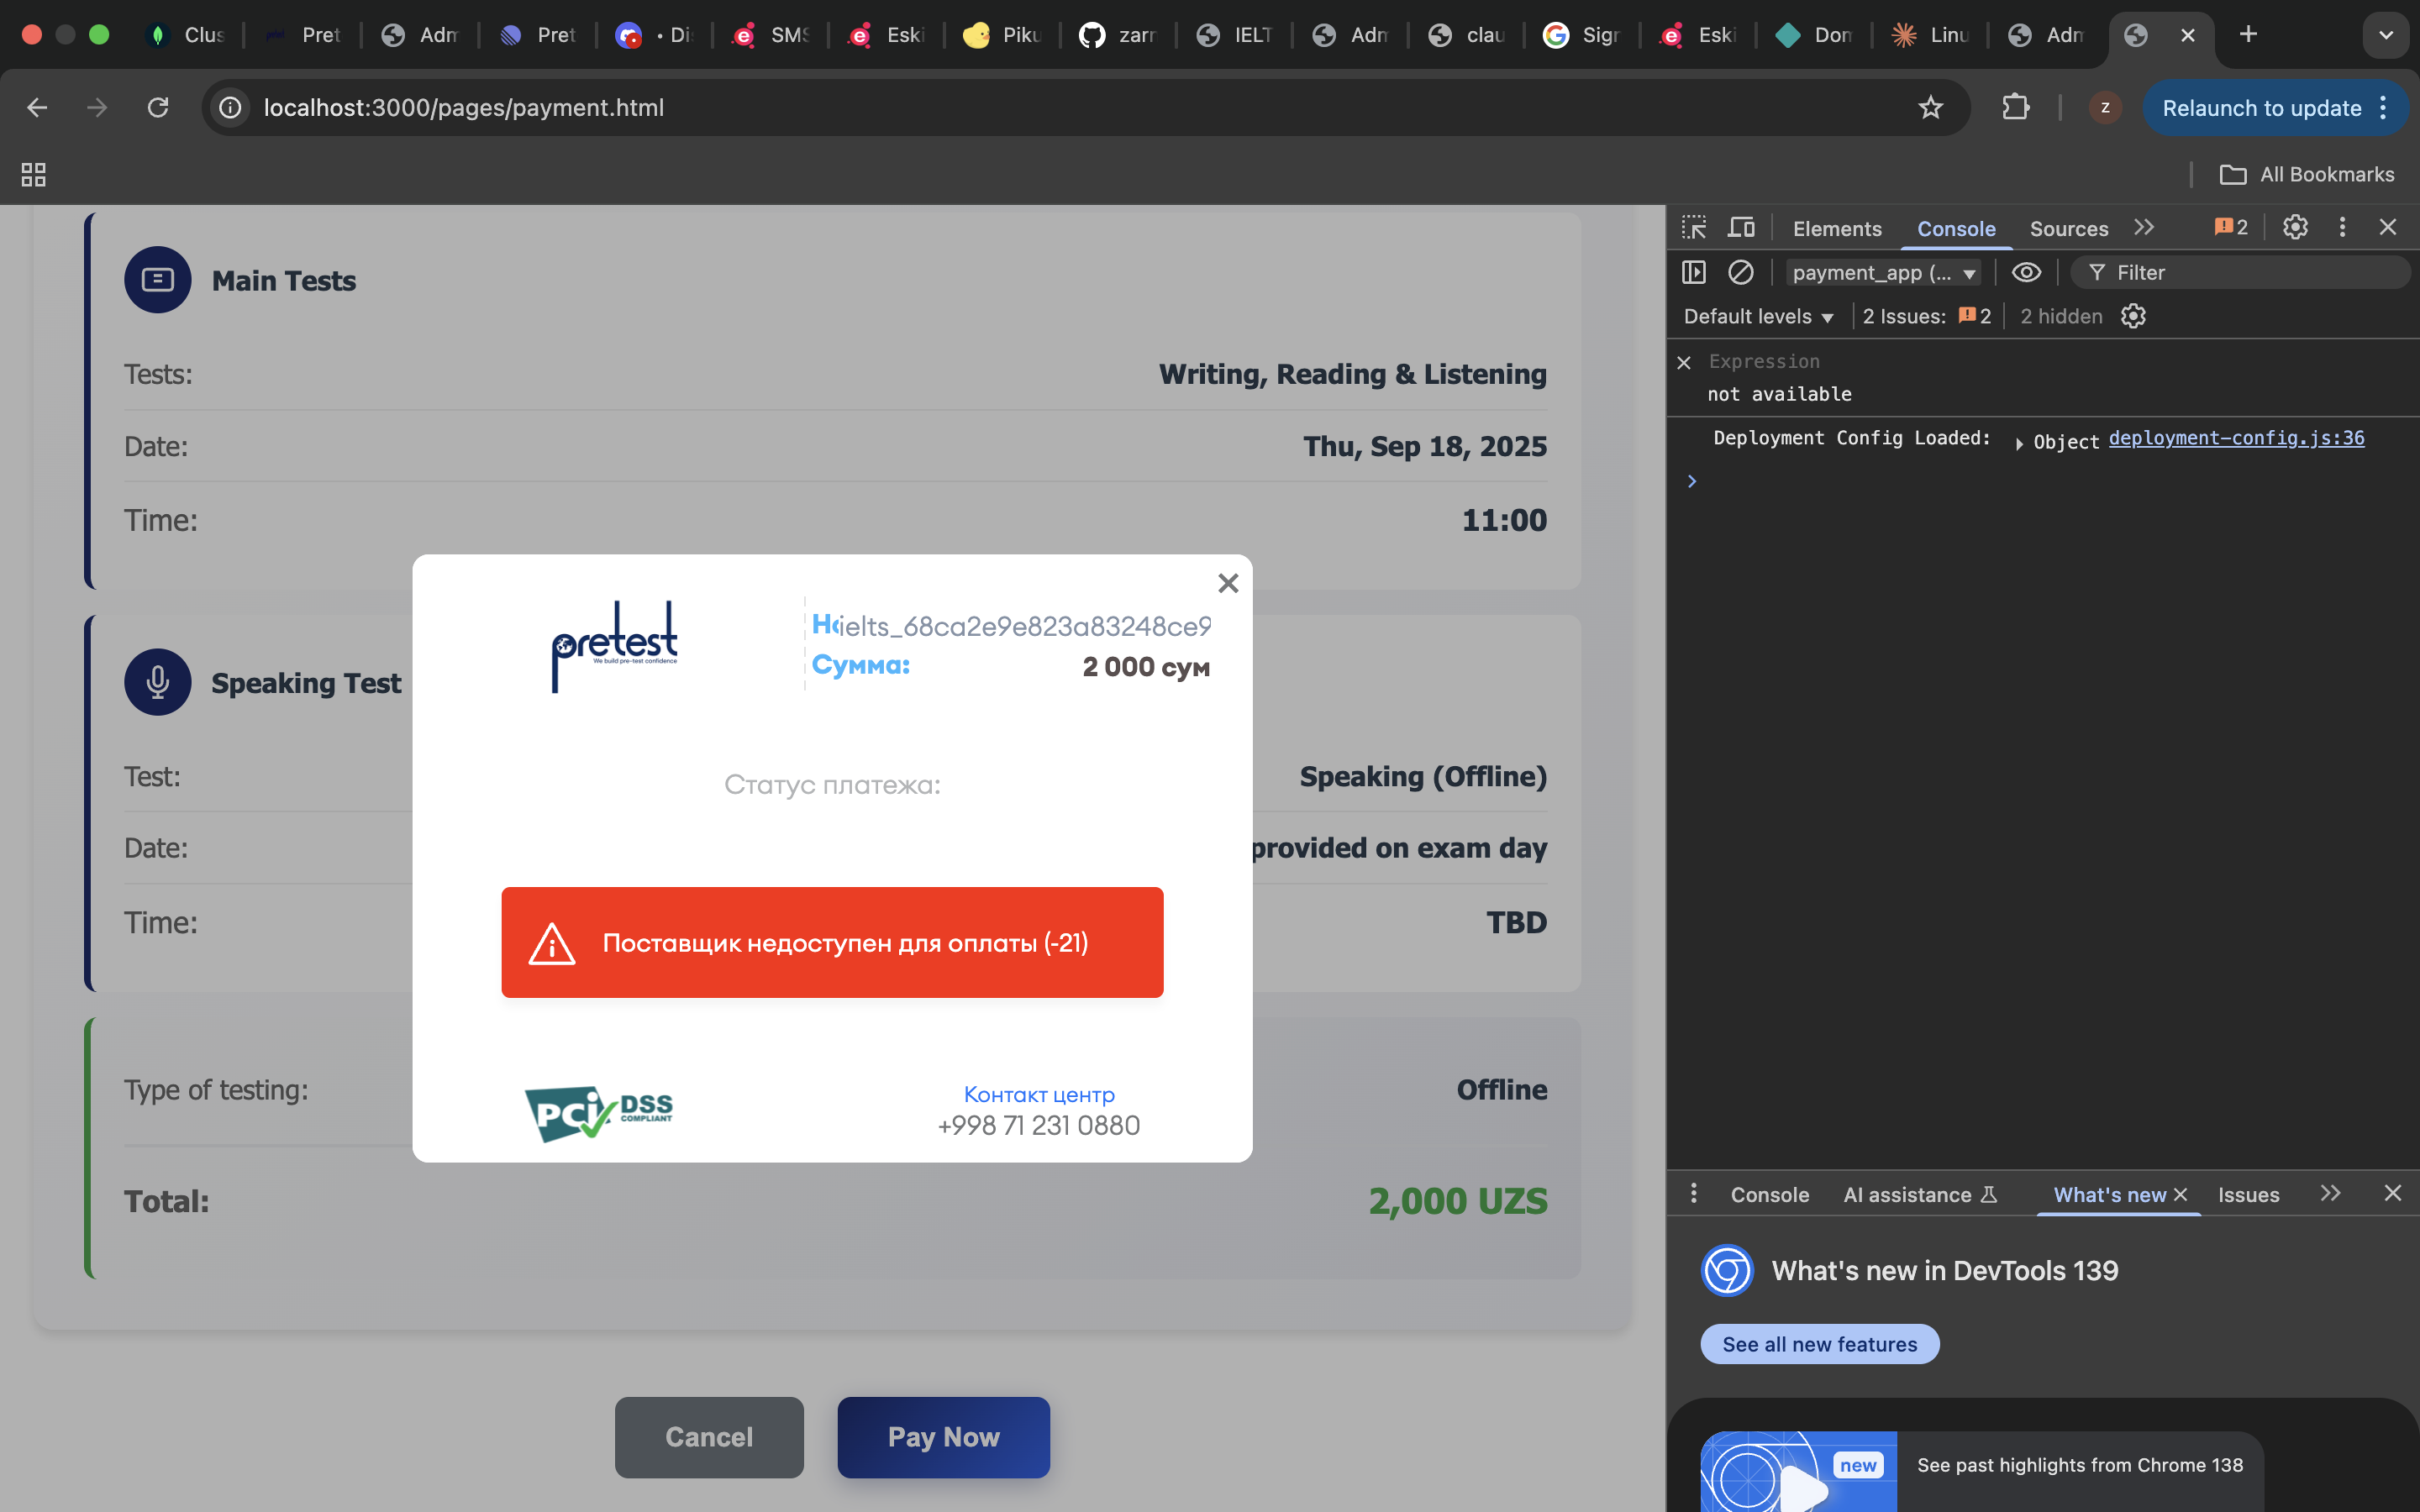 Clus
Pret
Adm
Pret
• Di
SMS
Eski
Piku
zarr
IELT
Adm
clau
Sign
Eski
Don
Linu
Adm
localhost:3000/pages/payment.html
z
Relaunch to update
All Bookmarks
Main Tests
Tests:
Writing, Reading & Listening
Date:
Thu, Sep 18, 2025
Time:
11:00
Speaking Test
Test:
Speaking (Offline)
Date:
provided on exam day
Time:
TBD
Type of testing:
Offline
Total:
2,000 UZS
Cancel
Pay Now
pretest
We build pre-test confidence
ielts_68ca2e9e823a83248ce9
Сумма:
2 000 сум
Статус платежа:
Поставщик недоступен для оплаты (-21)
PCI DSS
COMPLIANT
Контакт центр
+998 71 231 0880
Elements
Console
Sources
2
payment_app (...
Filter
Default levels
2 Issues:
2
2 hidden
Expression
not available
Deployment Config Loaded:
Object
deployment-config.js:36
Console
AI assistance
What's new
Issues
What's new in DevTools 139
See all new features
new
See past highlights from Chrome 138